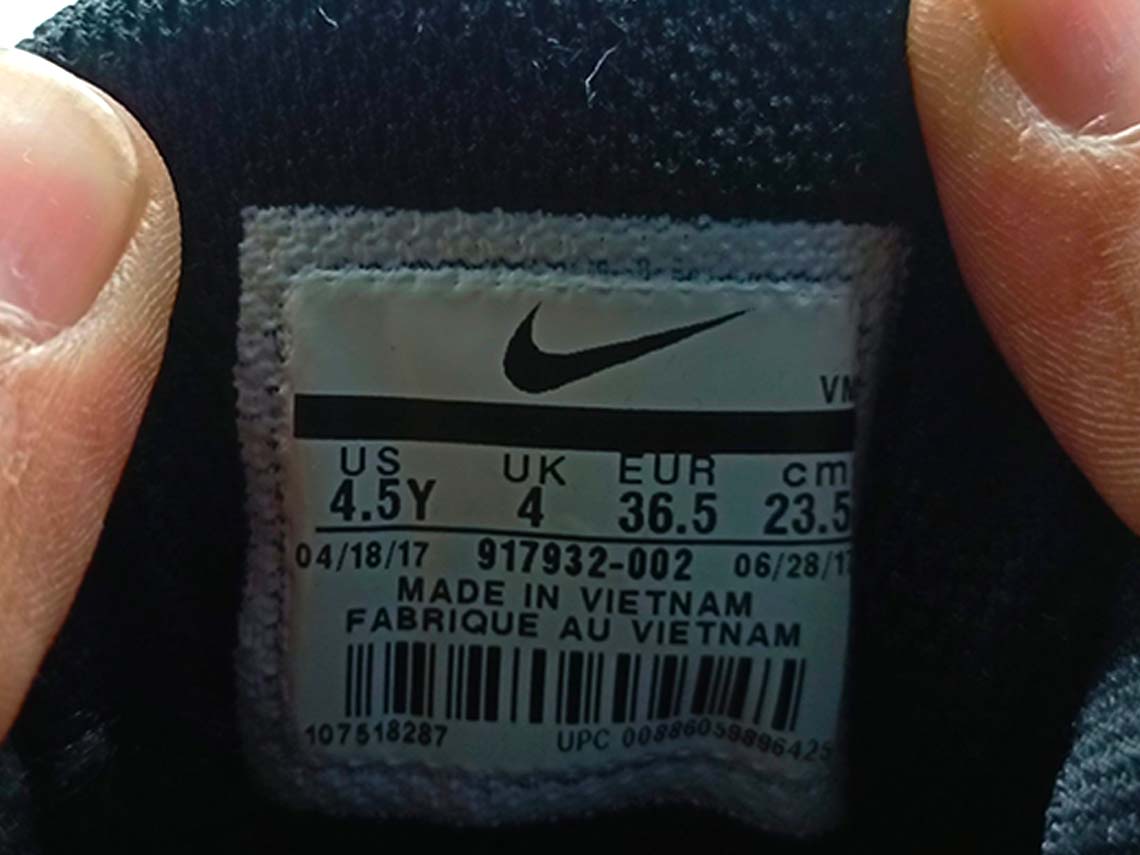 VN
US UK EUR cm
4.5Y 4 36.5 23.5
04/18/17 917932-002 06/28/17
MADE IN VIETNAM
FABRIQUE AU VIETNAM
107518287 UPC 00886059896425